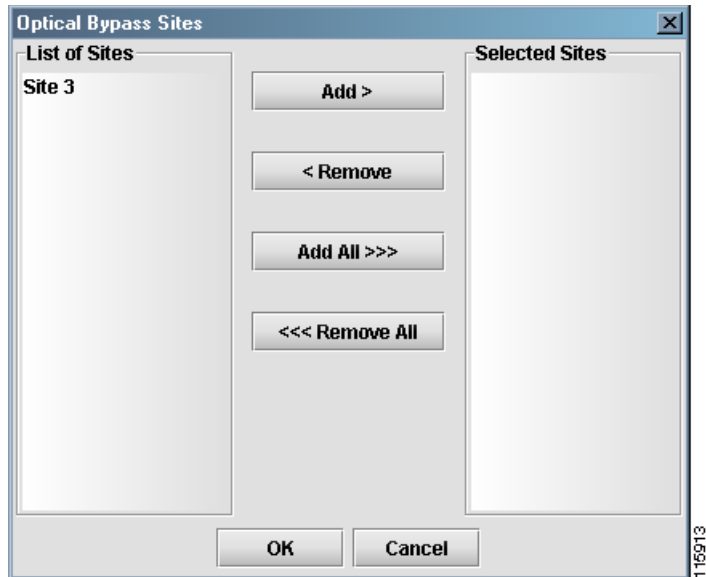 Optical Bypass Sites
List of Sites
Selected Sites
Site 3
Add >
< Remove
Add All >>>
<<< Remove All
OK
Cancel
115913